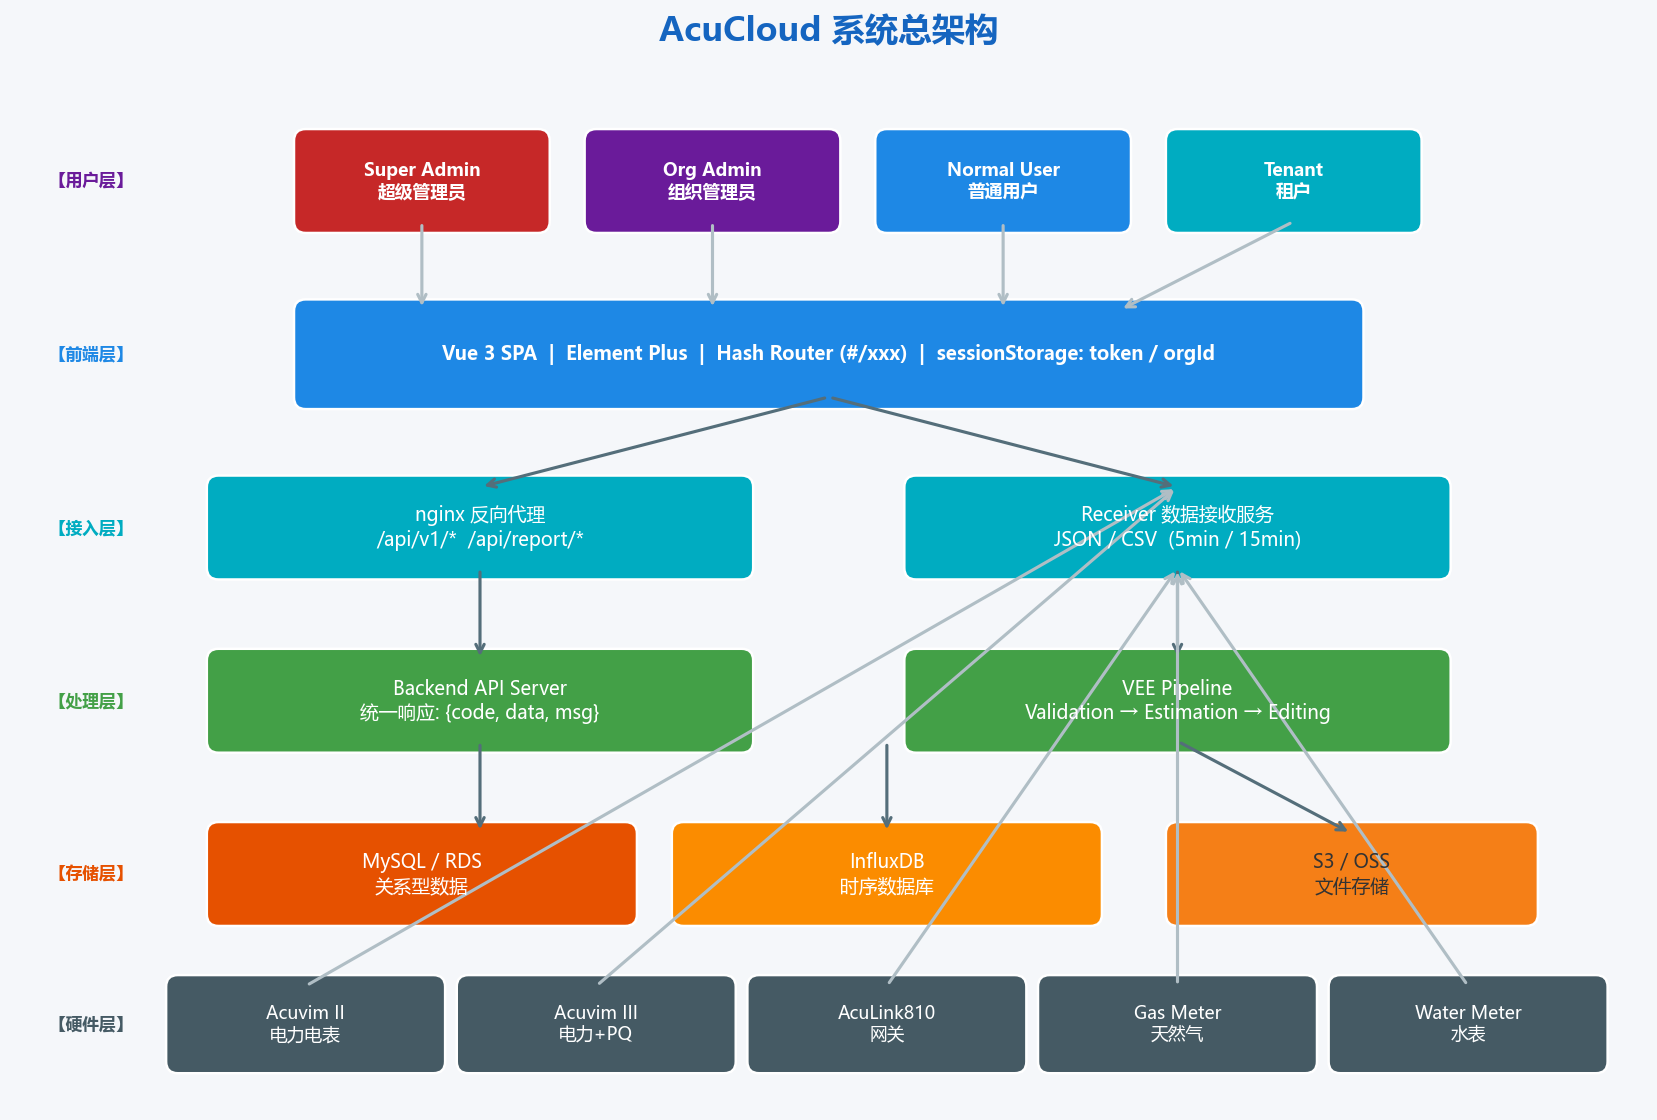 AcuCloud 系统总架构
【用户层】
Super Admin
超级管理员
Org Admin
组织管理员
Normal User
普通用户
Tenant
租户
【前端层】
Vue 3 SPA | Element Plus | Hash Router (#/xxx) | sessionStorage: token / orgId
【接入层】
nginx 反向代理
/api/v1/* /api/report/*
Receiver 数据接收服务
JSON / CSV (5min / 15min)
【处理层】
Backend API Server
统一响应: {code, data, msg}
VEE Pipeline
Validation → Estimation → Editing
【存储层】
MySQL / RDS
关系型数据
InfluxDB
时序数据库
S3 / OSS
文件存储
【硬件层】
Acuvim II
电力电表
Acuvim III
电力+PQ
AcuLink810
网关
Gas Meter
天然气
Water Meter
水表